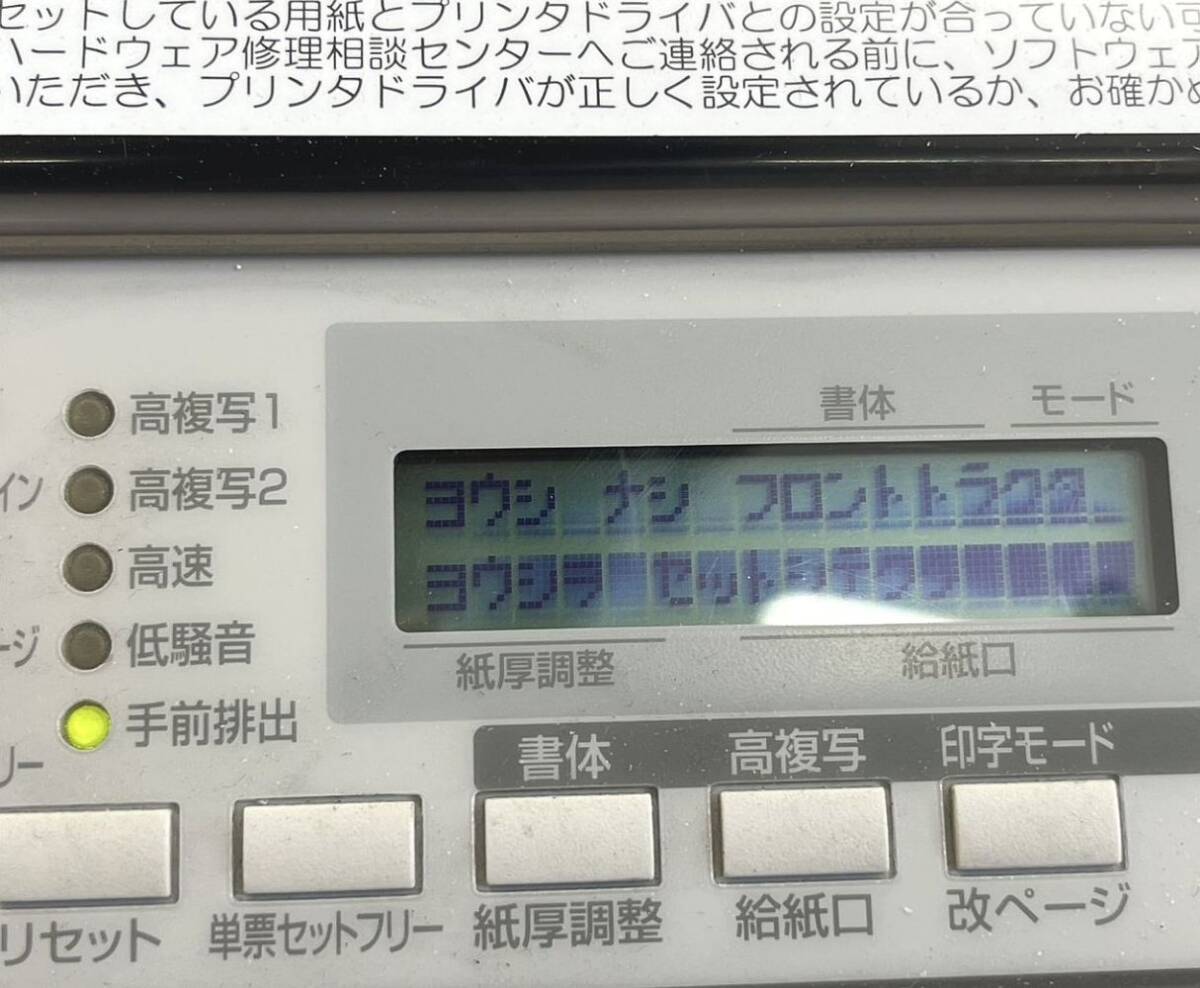 セットしている用紙とプリンタドライバとの設定が合っていない可
ハードウェア修理相談センターへご連絡される前に、ソフトウェア
いただき、プリンタドライバが正しく設定されているか、お確かめ
書体 モード
高複写1
イン 高複写2
高速
ージ 低騒音
手前排出
リー
ヨウシ ナシ フロントトラクタ
ヨウシヲ セットシテクダ
紙厚調整 給紙口
書体 高複写 印字モード
リセット 単票セットフリー 紙厚調整 給紙口 改ページ